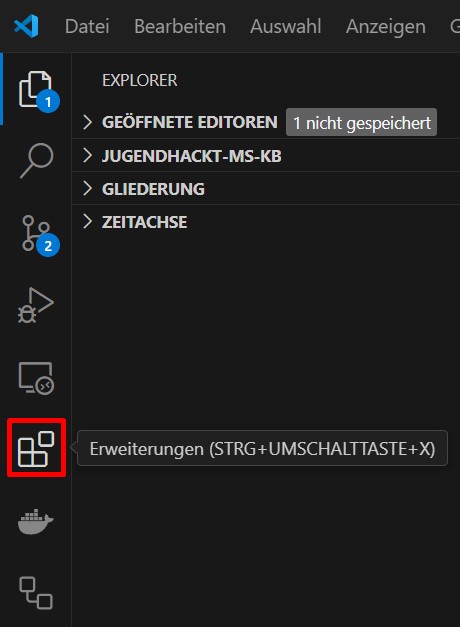 Datei Bearbeiten Auswahl Anzeigen G
EXPLORER
1
GEÖFFNETE EDITOREN 1 nicht gespeichert
JUGENDHACKT-MS-KB
GLIEDERUNG
ZEITACHSE
2
Erweiterungen (STRG+UMSCHALTTASTE+X)